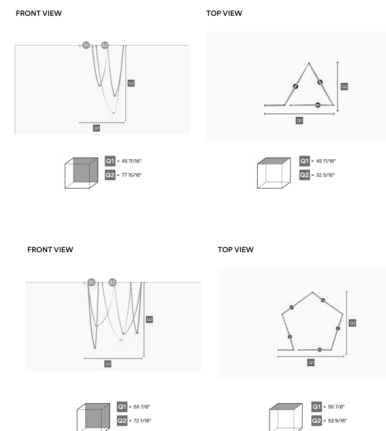 FRONT VIEW
TOP VIEW
Q1 = 45 11/16"
Q2 = 77 15/16"
Q1 = 45 11/16"
Q2 = 32 5/16"
FRONT VIEW
TOP VIEW
Q1 = 55 7/8"
Q2 = 72 1/16"
Q1 = 55 7/8"
Q2 = 53 9/16"